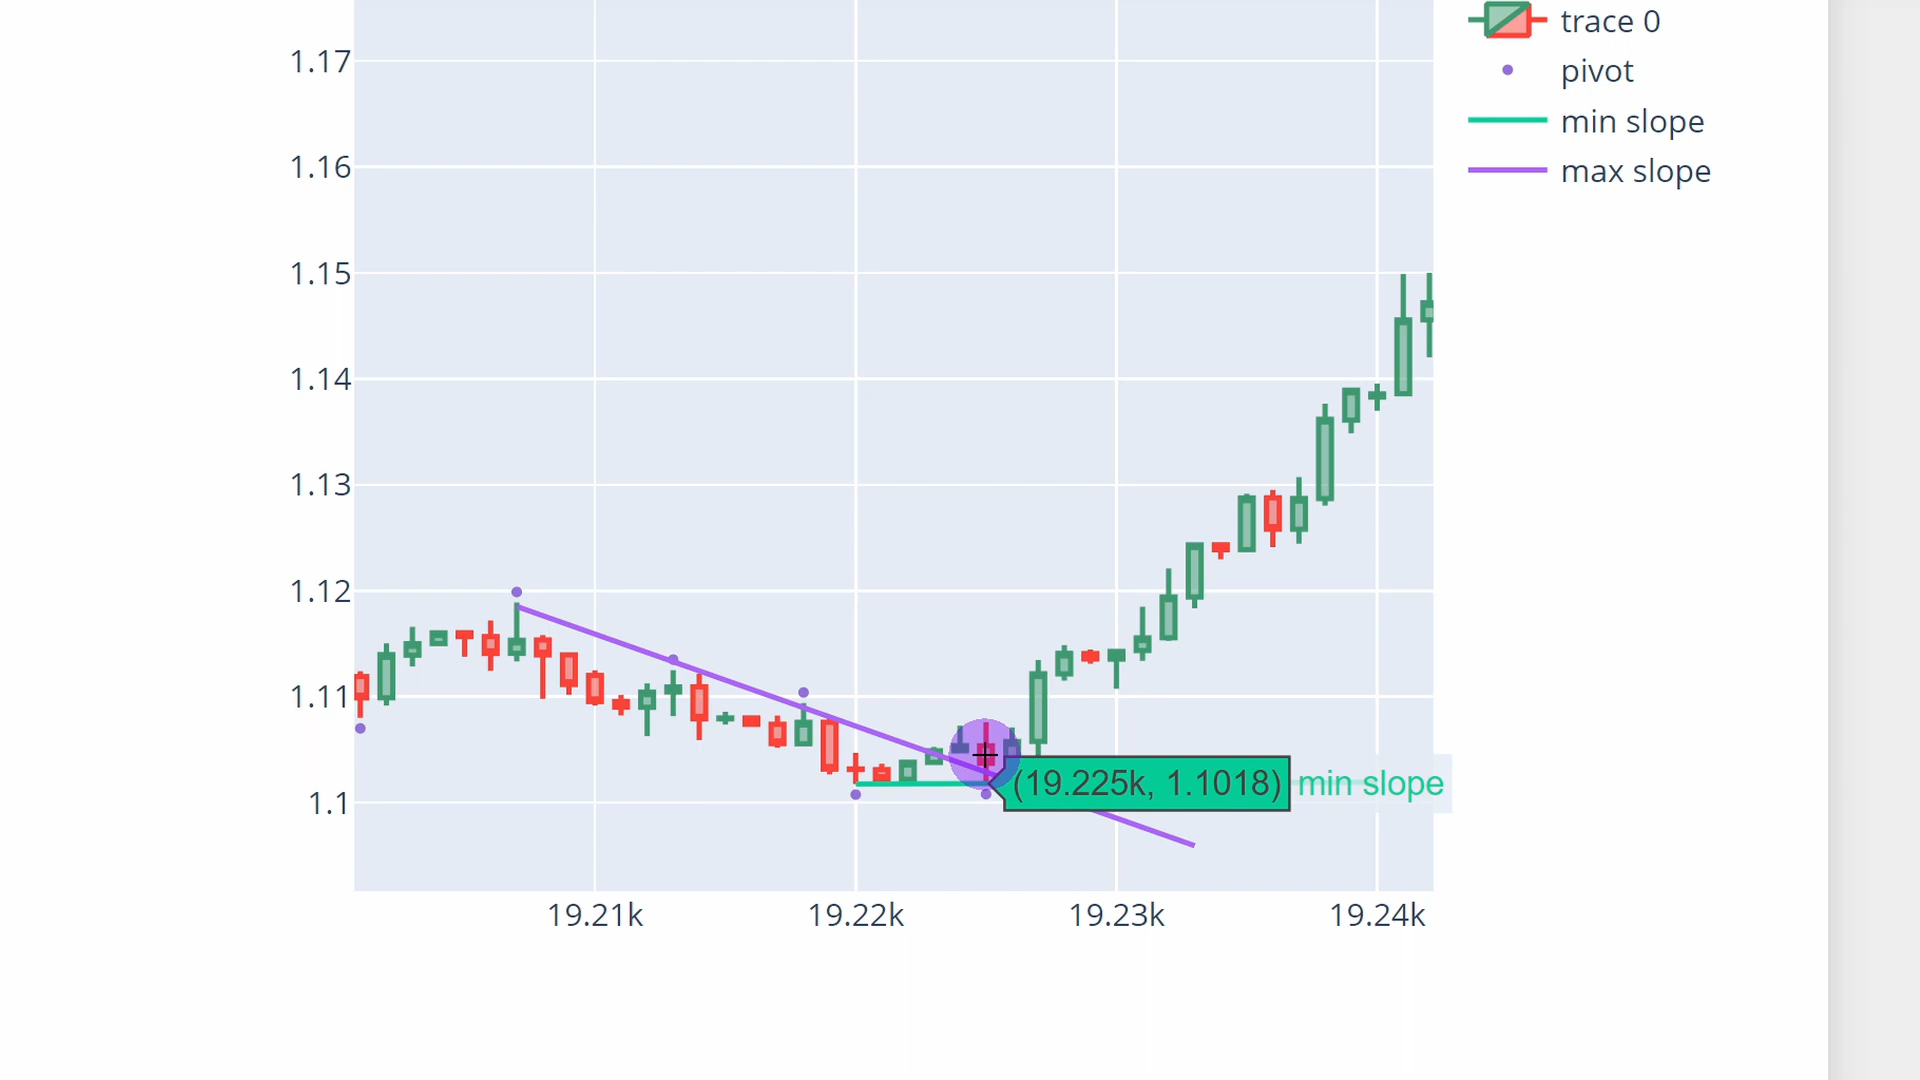 trace 0
pivot
min slope
max slope
1.17
1.16
1.15
1.14
1.13
1.12
1.11
1.1
(19.225k, 1.1018) min slope
19.21k 19.22k 19.23k 19.24k